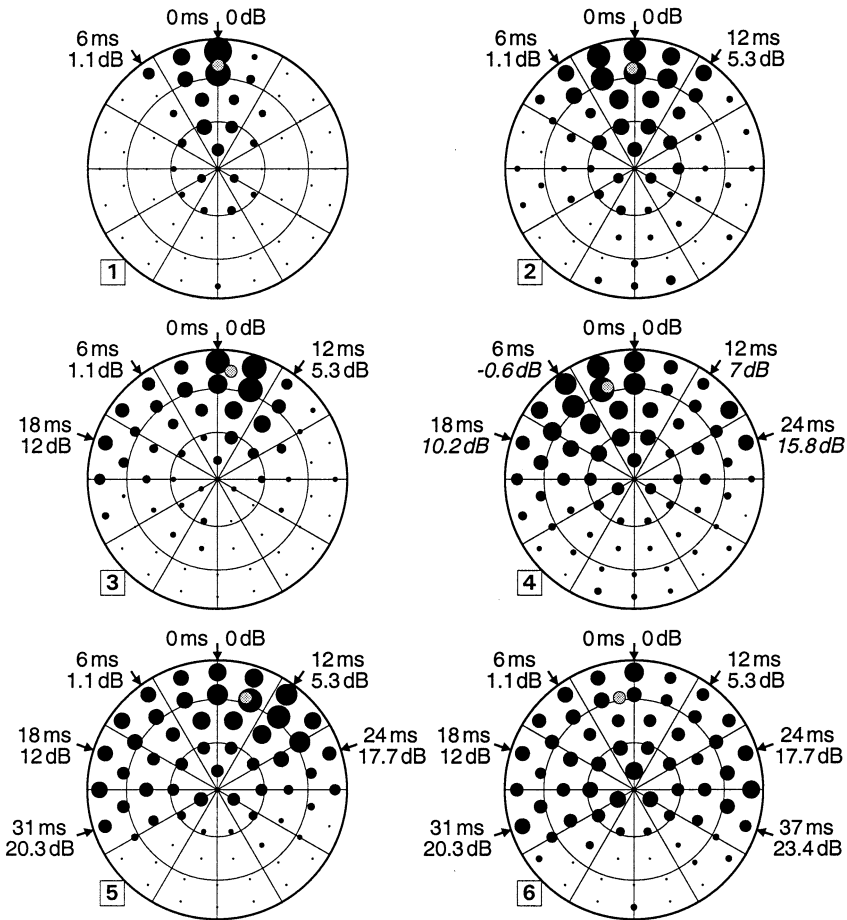 0 ms 0 dB
6 ms
1.1 dB
1
0 ms 0 dB
6 ms
1.1 dB
12 ms
5.3 dB
2
0 ms 0 dB
6 ms
1.1 dB
12 ms
5.3 dB
18 ms
12 dB
3
0 ms 0 dB
6 ms
-0.6 dB
12 ms
7 dB
18 ms
10.2 dB
24 ms
15.8 dB
4
0 ms 0 dB
6 ms
1.1 dB
12 ms
5.3 dB
18 ms
12 dB
24 ms
17.7 dB
31 ms
20.3 dB
5
0 ms 0 dB
6 ms
1.1 dB
12 ms
5.3 dB
18 ms
12 dB
24 ms
17.7 dB
31 ms
20.3 dB
37 ms
23.4 dB
6